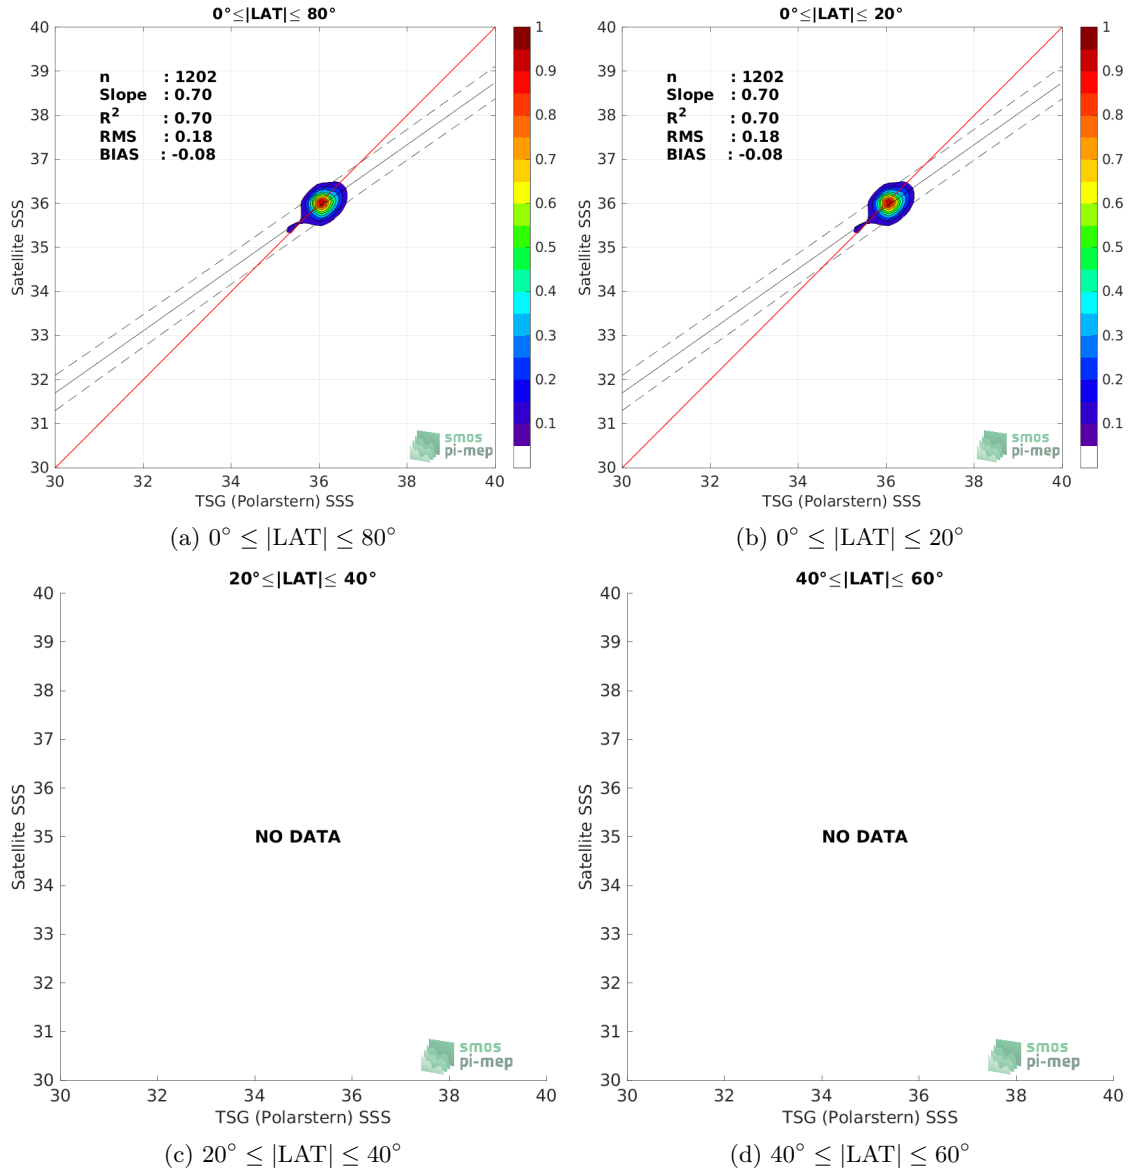 0°≤|LAT|≤ 80°
40
39
38
37
36
35
34
33
32
31
30
Satellite SSS
n : 1202
Slope : 0.70
R² : 0.70
RMS : 0.18
BIAS : -0.08
smos
pi-mep
30 32 34 36 38 40
TSG (Polarstern) SSS
1
0.9
0.8
0.7
0.6
0.5
0.4
0.3
0.2
0.1
(a) 0° ≤ |LAT| ≤ 80°
0°≤|LAT|≤ 20°
40
39
38
37
36
35
34
33
32
31
30
Satellite SSS
n : 1202
Slope : 0.70
R² : 0.70
RMS : 0.18
BIAS : -0.08
smos
pi-mep
30 32 34 36 38 40
TSG (Polarstern) SSS
1
0.9
0.8
0.7
0.6
0.5
0.4
0.3
0.2
0.1
(b) 0° ≤ |LAT| ≤ 20°
20°≤|LAT|≤ 40°
40
39
38
37
36
35
34
33
32
31
30
Satellite SSS
NO DATA
smos
pi-mep
30 32 34 36 38 40
TSG (Polarstern) SSS
(c) 20° ≤ |LAT| ≤ 40°
40°≤|LAT|≤ 60°
40
39
38
37
36
35
34
33
32
31
30
Satellite SSS
NO DATA
smos
pi-mep
30 32 34 36 38 40
TSG (Polarstern) SSS
(d) 40° ≤ |LAT| ≤ 60°